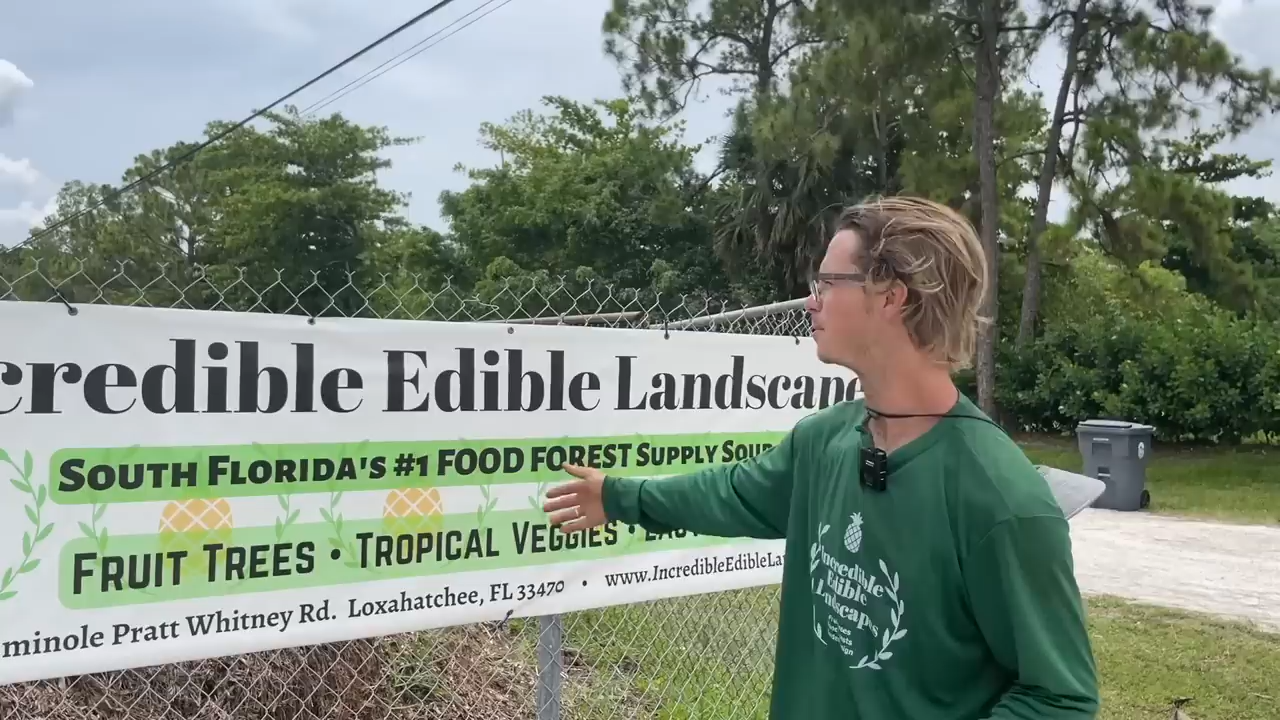 credible Edible Landscape
SOUTH FLORIDA'S #1 FOOD FOREST SUPPLY SOUR
FRUIT TREES • TROPICAL VEGGIES •
minole Pratt Whitney Rd. Loxahatchee, FL 33470 • www.IncredibleEdibleLa
Incredible
Edible
Landscapes